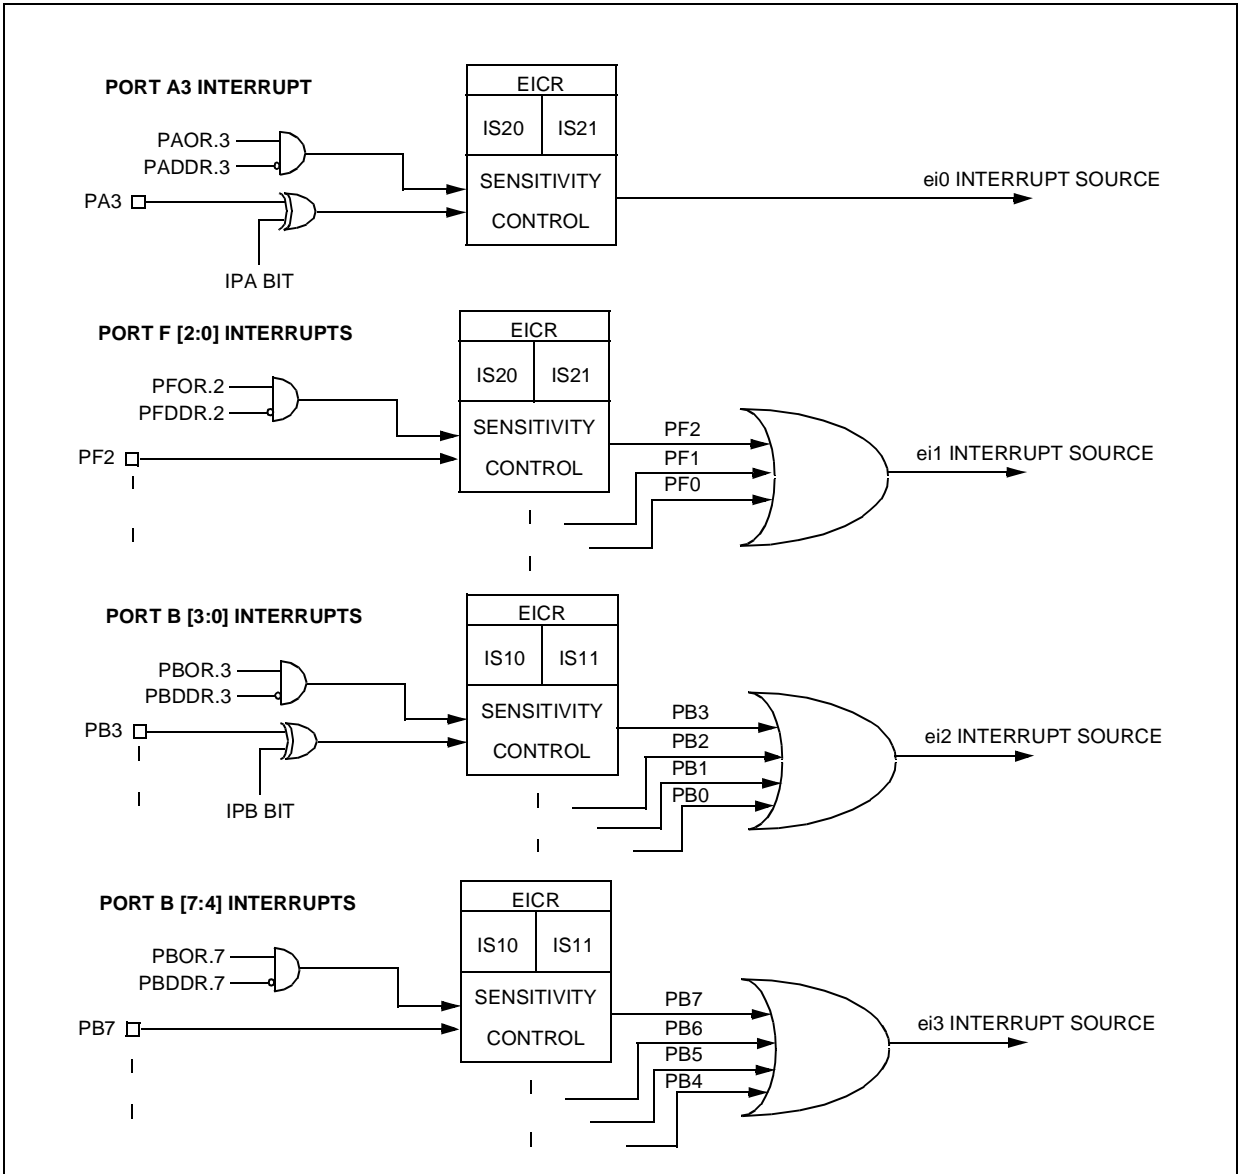 PORT A3 INTERRUPT
EICR
IS20 IS21
PAOR.3
PADDR.3
SENSITIVITY
CONTROL
PA3
IPA BIT
ei0 INTERRUPT SOURCE
PORT F [2:0] INTERRUPTS
EICR
IS20 IS21
PFOR.2
PFDDR.2
SENSITIVITY
CONTROL
PF2
PF2
PF1
PF0
ei1 INTERRUPT SOURCE
PORT B [3:0] INTERRUPTS
EICR
IS10 IS11
PBOR.3
PBDDR.3
SENSITIVITY
CONTROL
PB3
IPB BIT
PB3
PB2
PB1
PB0
ei2 INTERRUPT SOURCE
PORT B [7:4] INTERRUPTS
EICR
IS10 IS11
PBOR.7
PBDDR.7
SENSITIVITY
CONTROL
PB7
PB7
PB6
PB5
PB4
ei3 INTERRUPT SOURCE